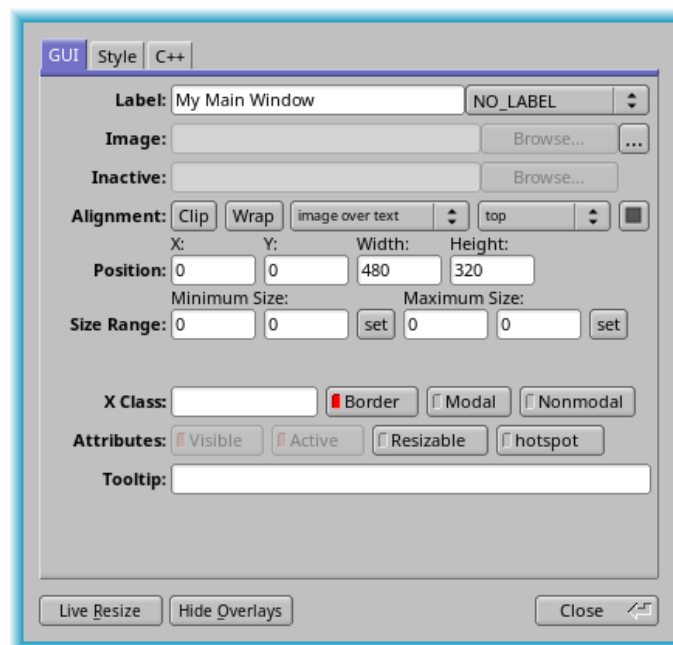 GUI Style C++
Label: My Main Window NO_LABEL
Image: Browse... ...
Inactive: Browse...
Alignment: Clip Wrap image over text top
X: Y: Width: Height:
Position: 0 0 480 320
Minimum Size: Maximum Size:
Size Range: 0 0 set 0 0 set
X Class: Border Modal Nonmodal
Attributes: Visible Active Resizable hotspot
Tooltip:
Live Resize Hide Overlays Close